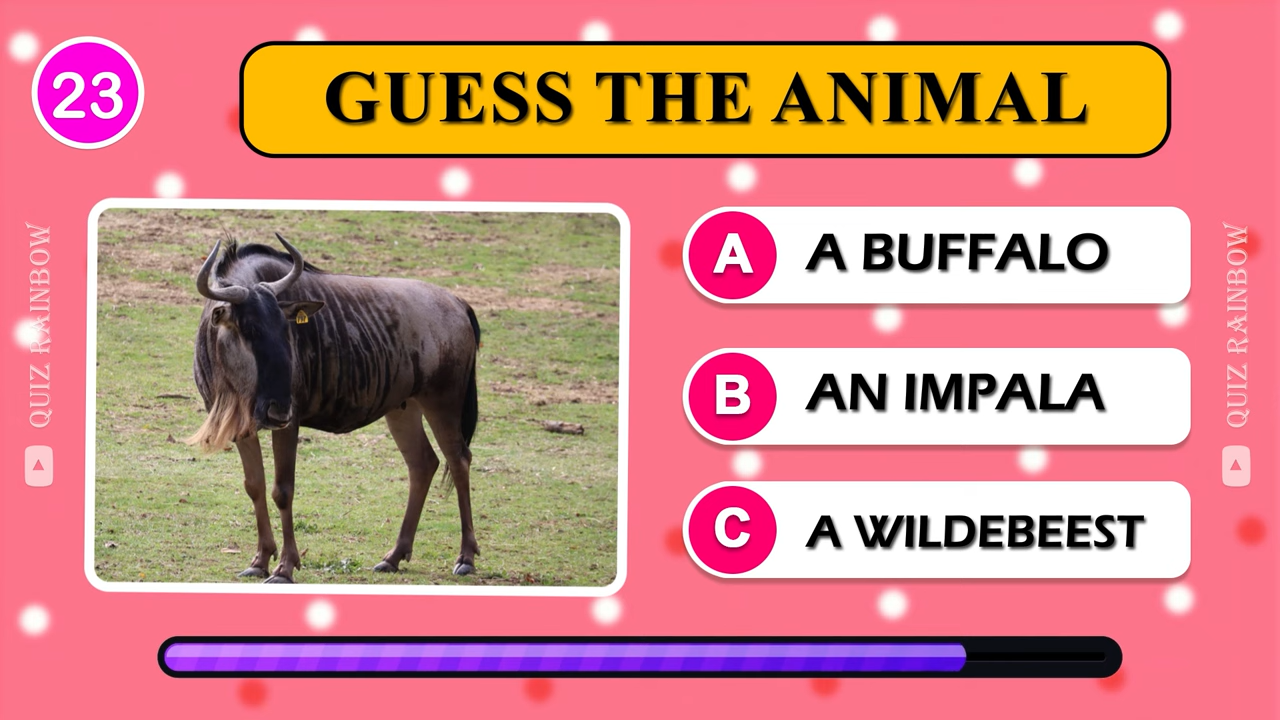 23
GUESS THE ANIMAL
A A BUFFALO
B AN IMPALA
C A WILDEBEEST
QUIZ RAINBOW
QUIZ RAINBOW